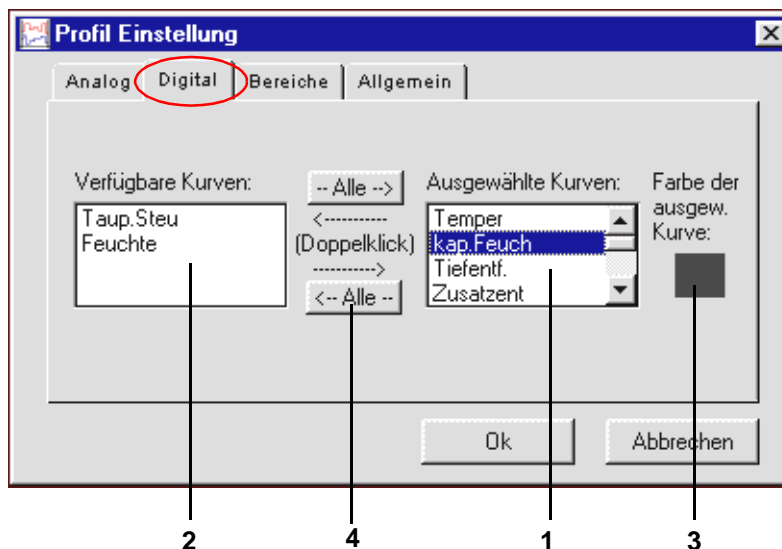 Profil Einstellung
Analog Digital Bereiche Allgemein
Verfügbare Kurven:
Taup.Steu
Feuchte
-- Alle -->
<-----------
(Doppelklick)
----------->
<-- Alle --
Ausgewählte Kurven:
Temper
kap.Feuch
Tiefentf.
Zusatzent
Farbe der
ausgew.
Kurve:
Ok
Abbrechen
2 4 1 3